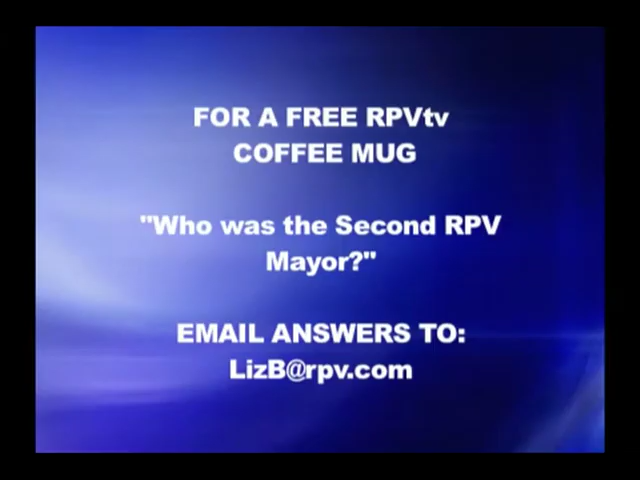 FOR A FREE RPVtv
COFFEE MUG
"Who was the Second RPV
Mayor?"
EMAIL ANSWERS TO:
LizB@rpv.com